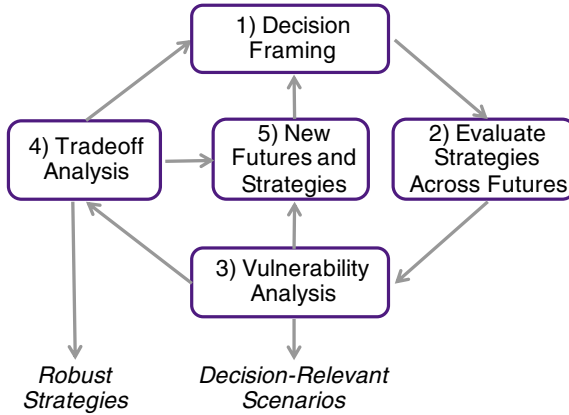 1) Decision
Framing
4) Tradeoff
Analysis
5) New
Futures and
Strategies
2) Evaluate
Strategies
Across Futures
3) Vulnerability
Analysis
Robust
Strategies
Decision-Relevant
Scenarios